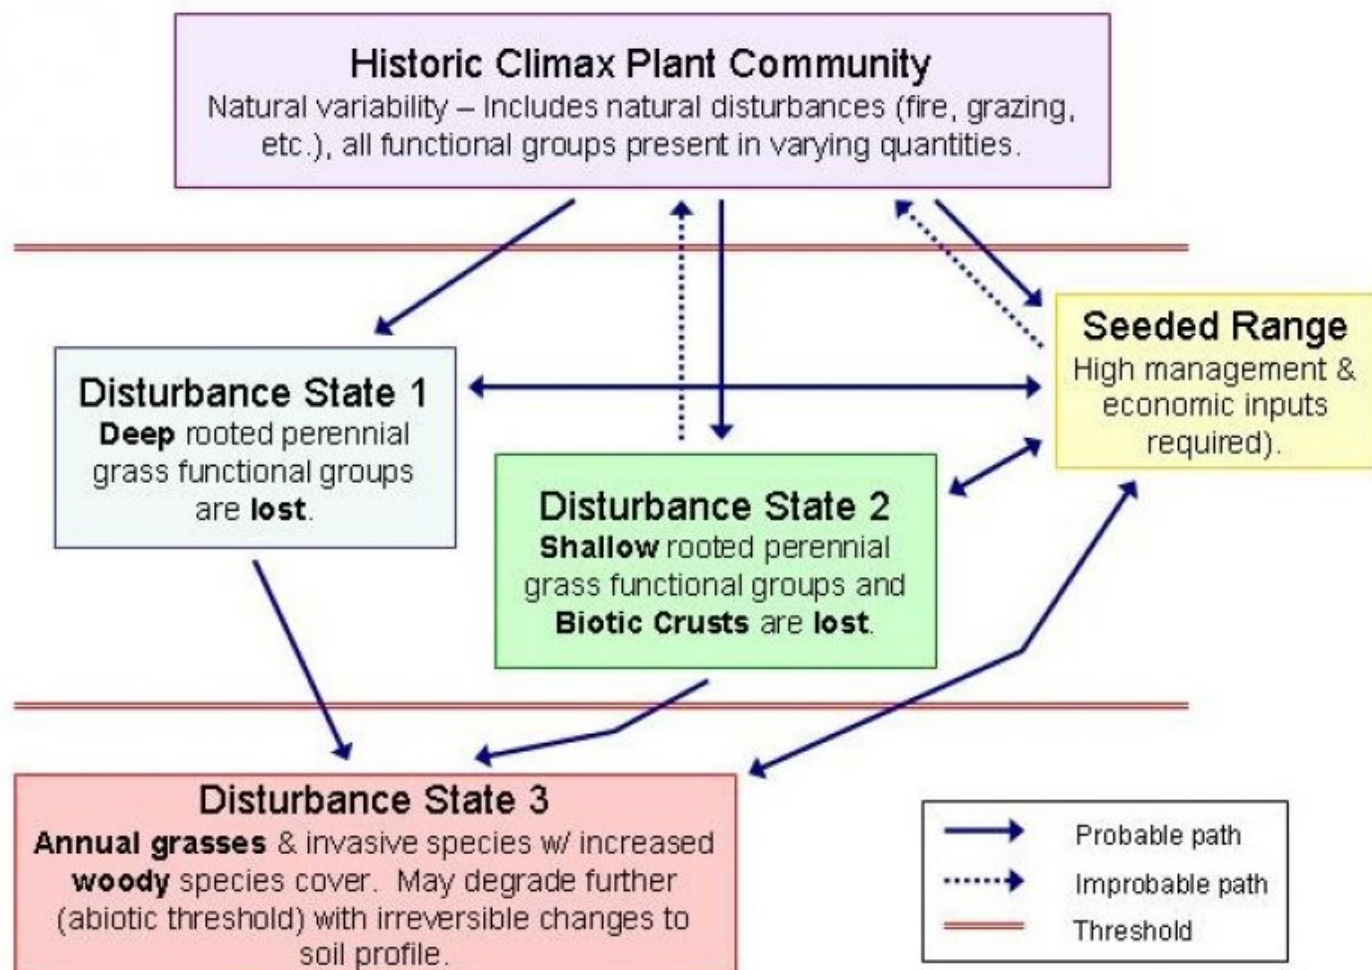 Historic Climax Plant Community
Natural variability – Includes natural disturbances (fire, grazing,
etc.), all functional groups present in varying quantities.
Seeded Range
High management &
economic inputs
required).
Disturbance State 1
Deep rooted perennial
grass functional groups
are lost.
Disturbance State 2
Shallow rooted perennial
grass functional groups and
Biotic Crusts are lost.
Disturbance State 3
Annual grasses & invasive species w/ increased
woody species cover. May degrade further
(abiotic threshold) with irreversible changes to
soil profile.
Probable path
Improbable path
Threshold